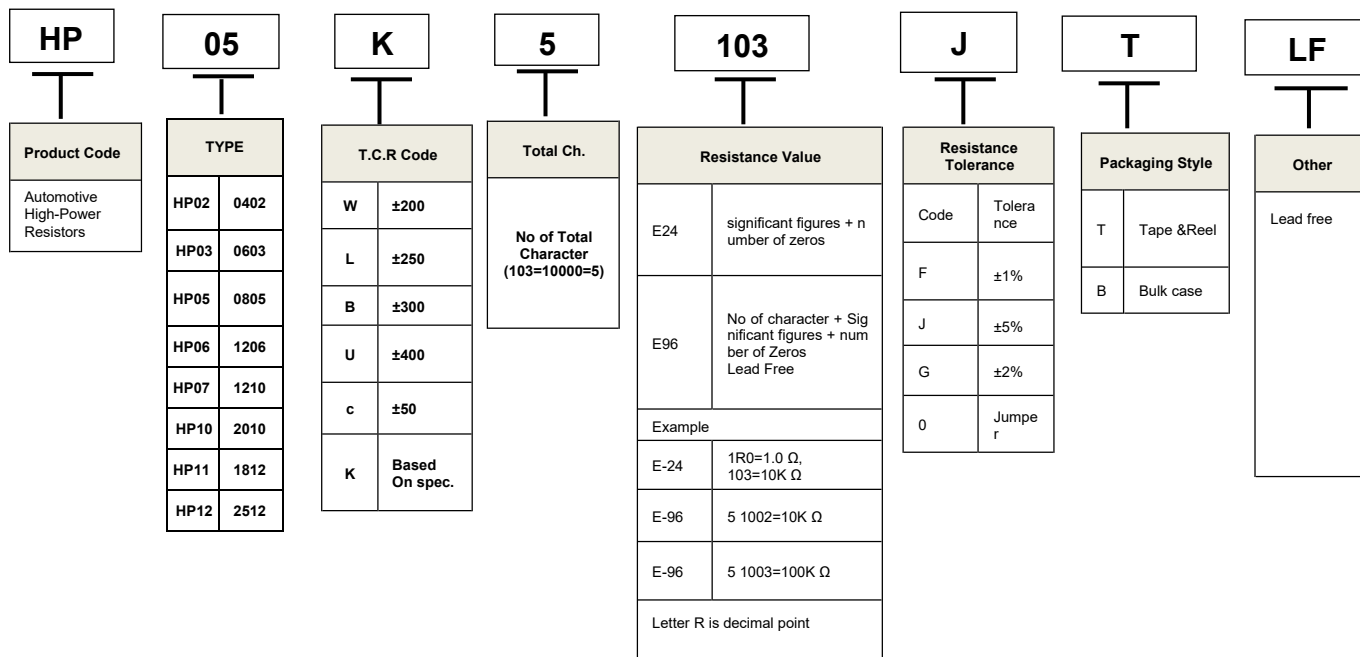 HP
05
K
5
103
J
T
LF
Product Code
Automotive
High-Power
Resistors
TYPE
HP02 0402
HP03 0603
HP05 0805
HP06 1206
HP07 1210
HP10 2010
HP11 1812
HP12 2512
T.C.R Code
W ±200
L ±250
B ±300
U ±400
c ±50
K Based
On spec.
Total Ch.
No of Total
Character
(103=10000=5)
Resistance Value
E24 significant figures + n
umber of zeros
E96 No of character + Sig
nificant figures + num
ber of Zeros
Lead Free
Example
E-24 1R0=1.0 Ω,
103=10K Ω
E-96 5 1002=10K Ω
E-96 5 1003=100K Ω
Letter R is decimal point
Resistance
Tolerance
Code Tolera
nce
F ±1%
J ±5%
G ±2%
0 Jumpe
r
Packaging Style
T Tape &Reel
B Bulk case
Other
Lead free